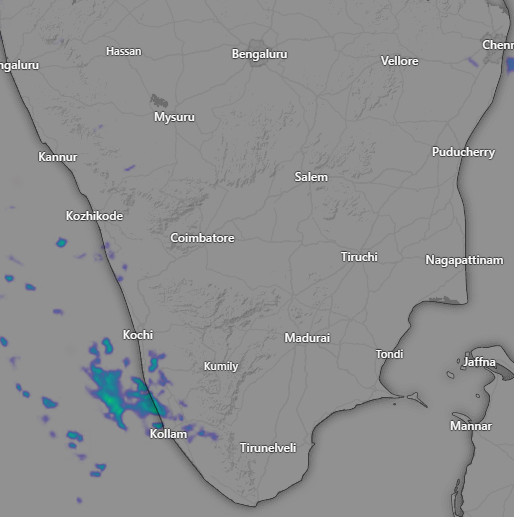 Chenn
Hassan
Bengaluru
Vellore
ngaluru
Mysuru
Puducherry
Kannur
Salem
Kozhikode
Coimbatore
Tiruchi
Nagapattinam
Kochi
Madurai
Tondi
Jaffna
Kumily
Mannar
Kollam
Tirunelveli